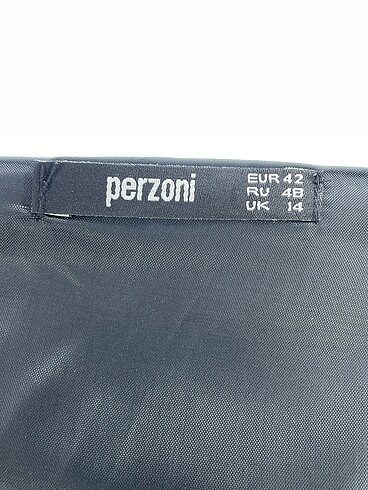 perzoni
EUR 42
RU 48
UK 14